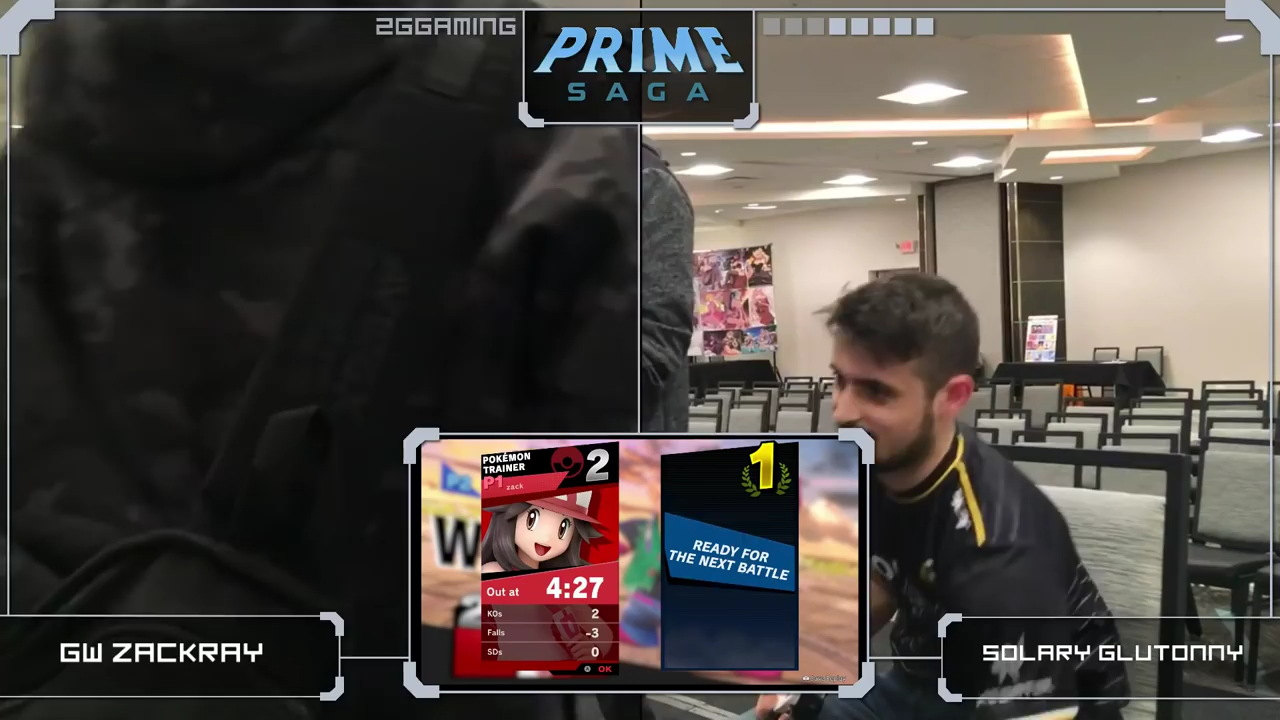 2GGAMING
PRIME
SAGA
POKÉMON
TRAINER
2
P1 zack
Out at 4:27
KOs 2
Falls -3
SDs 0
OK
1
READY FOR
THE NEXT BATTLE
W
GW ZACKRAY
SOLARY GLUTONNY